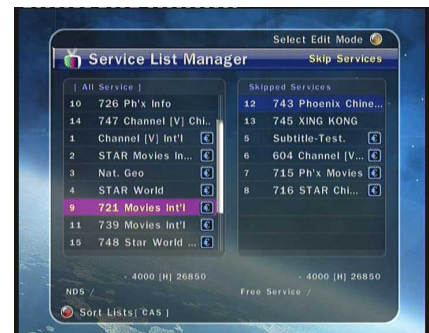 Select Edit Mode
Service List Manager
Skip Services
[ All Service ]
10 726 Ph'x Info
14 747 Channel [V] Chi..
1 Channel [V] Int'l
2 STAR Movies In...
3 Nat. Geo
4 STAR World
9 721 Movies Int'l
11 739 Movies Int'l
15 748 Star World ...
Skipped Services
12 743 Phoenix Chine...
13 745 XING KONG
5 Subtitle-Test.
6 604 Channel [V...
7 715 Ph'x Movies
8 716 STAR Chi...
- 4000 [H] 26850
NDS /
- 4000 [H] 26850
Free Service /
Sort Lists[ CAS ]